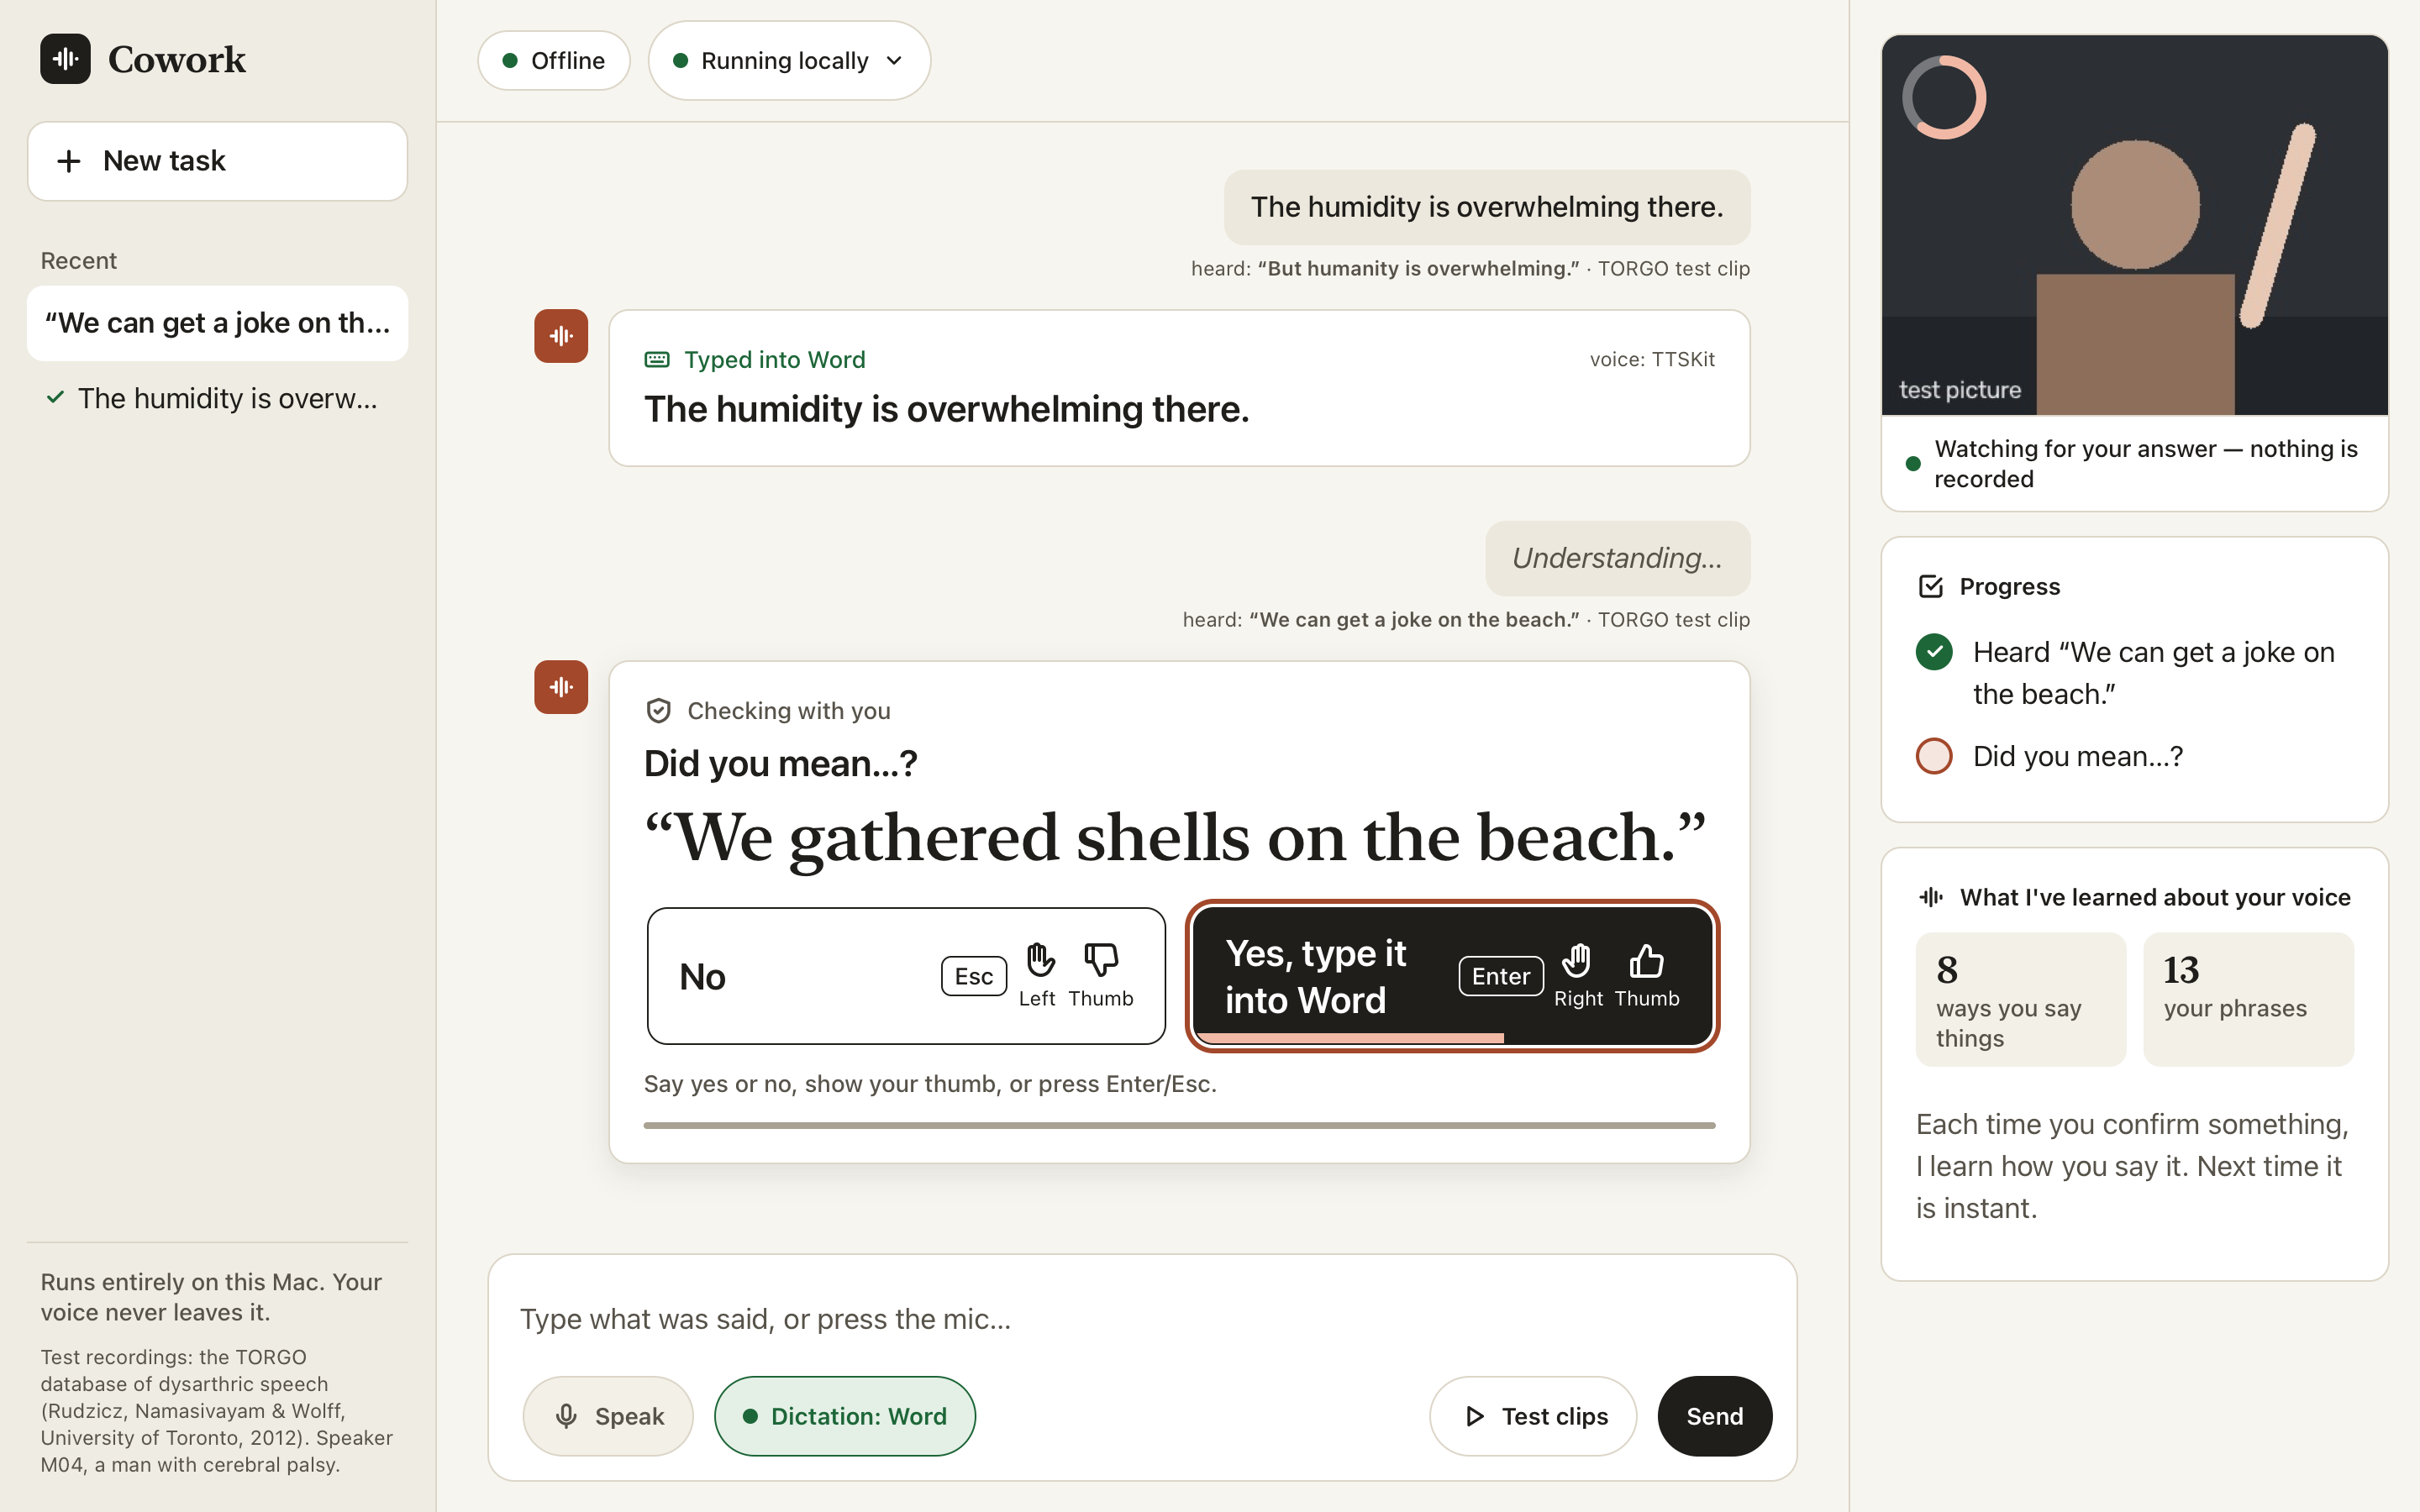 Cowork
New task
Recent
“We can get a joke on th...
The humidity is overw...
Runs entirely on this Mac. Your
voice never leaves it.
Test recordings: the TORGO
database of dysarthric speech
(Rudzicz, Namasivayam & Wolff,
University of Toronto, 2012). Speaker
M04, a man with cerebral palsy.
Offline
Running locally
The humidity is overwhelming there.
heard: “But humanity is overwhelming.” · TORGO test clip
Typed into Word
voice: TTSKit
The humidity is overwhelming there.
Understanding...
heard: “We can get a joke on the beach.” · TORGO test clip
Checking with you
Did you mean...?
“We gathered shells on the beach.”
No
Esc
Left
Thumb
Yes, type it
into Word
Enter
Right
Thumb
Say yes or no, show your thumb, or press Enter/Esc.
Type what was said, or press the mic...
Speak
Dictation: Word
Test clips
Send
test picture
Watching for your answer — nothing is
recorded
Progress
Heard “We can get a joke on
the beach.”
Did you mean...?
What I've learned about your voice
8
ways you say
things
13
your phrases
Each time you confirm something,
I learn how you say it. Next time it
is instant.